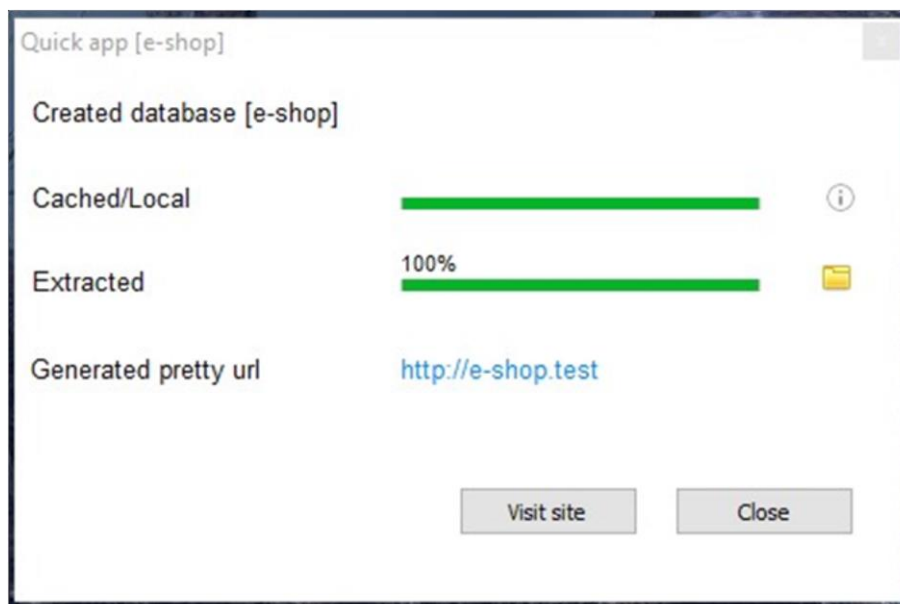 Quick app [e-shop]
Created database [e-shop]
Cached/Local
100%
Extracted
Generated pretty url http://e-shop.test
Visit site Close